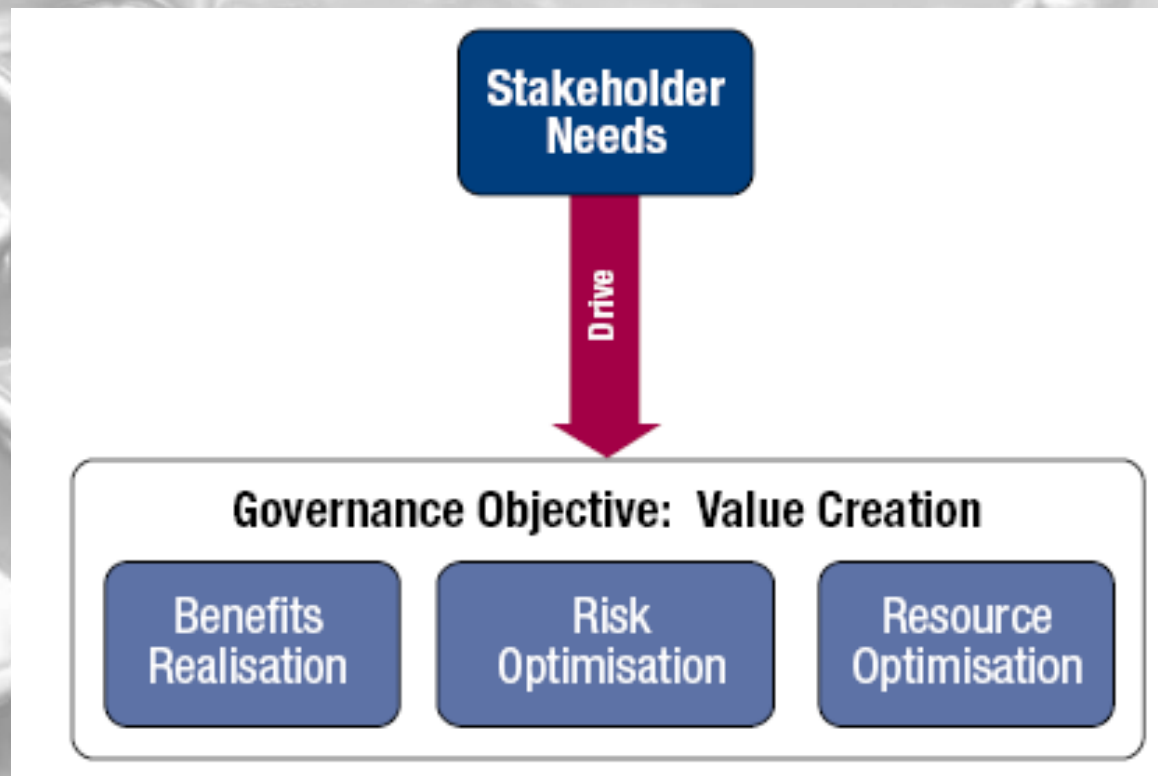 Stakeholder
Needs
Drive
Governance Objective: Value Creation
Benefits
Realisation
Risk
Optimisation
Resource
Optimisation